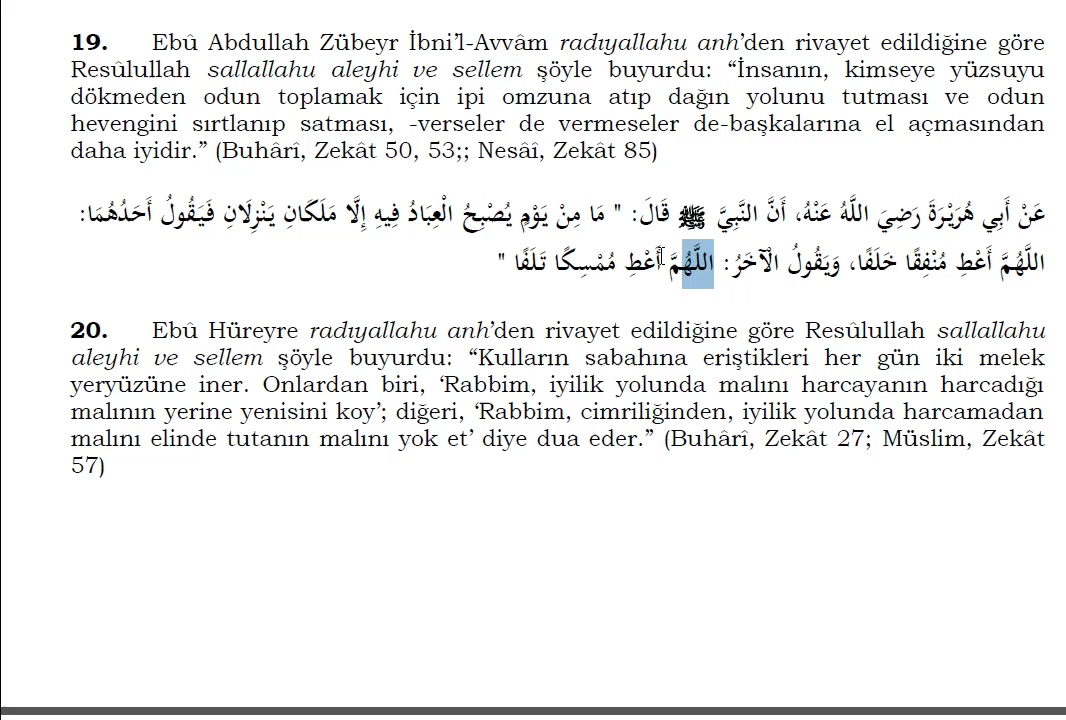 19. Ebû Abdullah Zübeyr İbni’l-Avvâm radıyallahu anh’den rivayet edildiğine göre
Resûlullah sallallahu aleyhi ve sellem şöyle buyurdu: “İnsanın, kimseye yüzsuyu
dökmeden odun toplamak için ipi omzuna atıp dağın yolunu tutması ve odun
hevengini sırtlanıp satması, -verseler de vermeseler de-başkalarına el açmasından
daha iyidir.” (Buhârî, Zekât 50, 53;; Nesâî, Zekât 85)
عَنْ أَبِي هُرَيْرَةَ رَضِيَ اللَّهُ عَنْهُ، أَنَّ النَّبِيَّ ﷺ قَالَ: " مَا مِنْ يَوْمٍ يُصْبِحُ الْعِبَادُ فِيهِ إِلَّا مَلَكَانِ يَنْزِلَانِ فَيَقُولُ أَحَدُهُمَا:
اللَّهُمَّ أَعْطِ مُنْفِقًا خَلَفًا، وَيَقُولُ الْآخَرُ: اللَّهُمَّ أَعْطِ مُمْسِكًا تَلَفًا "
20. Ebû Hüreyre radıyallahu anh’den rivayet edildiğine göre Resûlullah sallallahu
aleyhi ve sellem şöyle buyurdu: “Kulların sabahına eriştikleri her gün iki melek
yeryüzüne iner. Onlardan biri, ‘Rabbim, iyilik yolunda malını harcayanın harcadığı
malının yerine yenisini koy’; diğeri, ‘Rabbim, cimriliğinden, iyilik yolunda harcamadan
malını elinde tutanın malını yok et’ diye dua eder.” (Buhârî, Zekât 27; Müslim, Zekât
57)